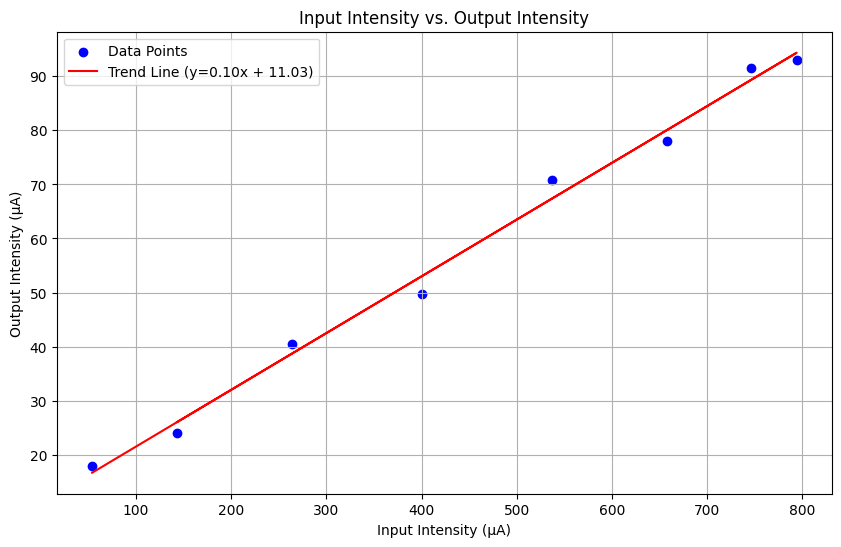 Input Intensity vs. Output Intensity
Data Points
Trend Line (y=0.10x + 11.03)
90
80
70
60
50
40
30
20
Output Intensity (μA)
100 200 300 400 500 600 700 800
Input Intensity (μA)